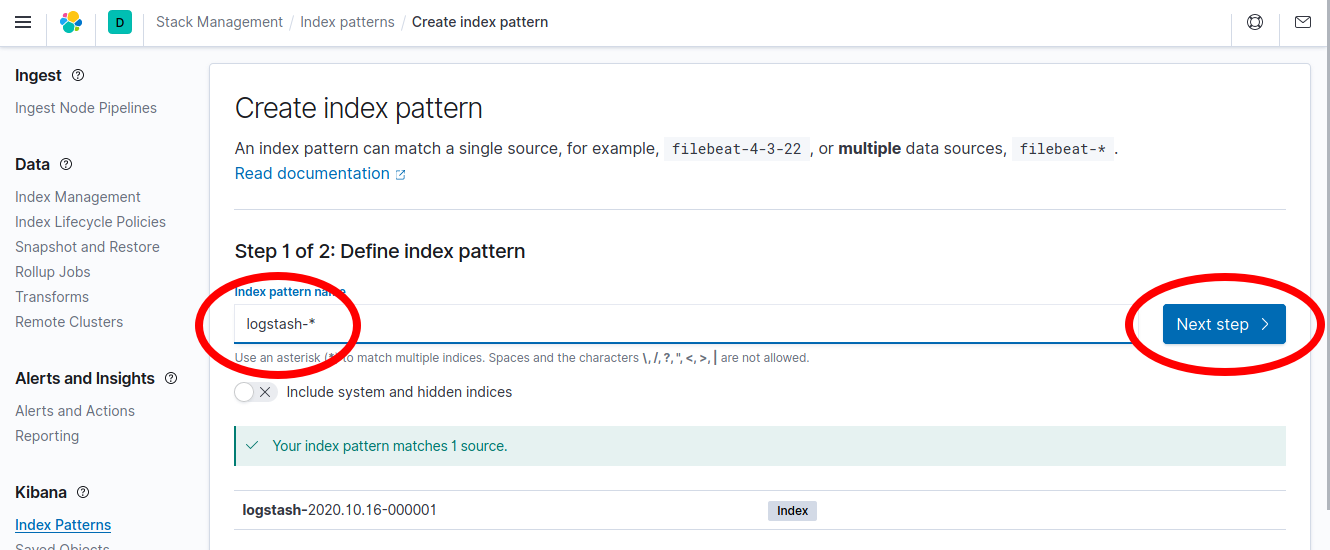 D Stack Management / Index patterns / Create index pattern
Ingest
Ingest Node Pipelines
Data
Index Management
Index Lifecycle Policies
Snapshot and Restore
Rollup Jobs
Transforms
Remote Clusters
Alerts and Insights
Alerts and Actions
Reporting
Kibana
Index Patterns
Saved Objects
Create index pattern
An index pattern can match a single source, for example, filebeat-4-3-22 , or multiple data sources, filebeat-* .
Read documentation
Step 1 of 2: Define index pattern
Index pattern name
logstash-*
Next step
Use an asterisk (*) to match multiple indices. Spaces and the characters \, /, ?, ", <, >, | are not allowed.
Include system and hidden indices
Your index pattern matches 1 source.
logstash-2020.10.16-000001 Index